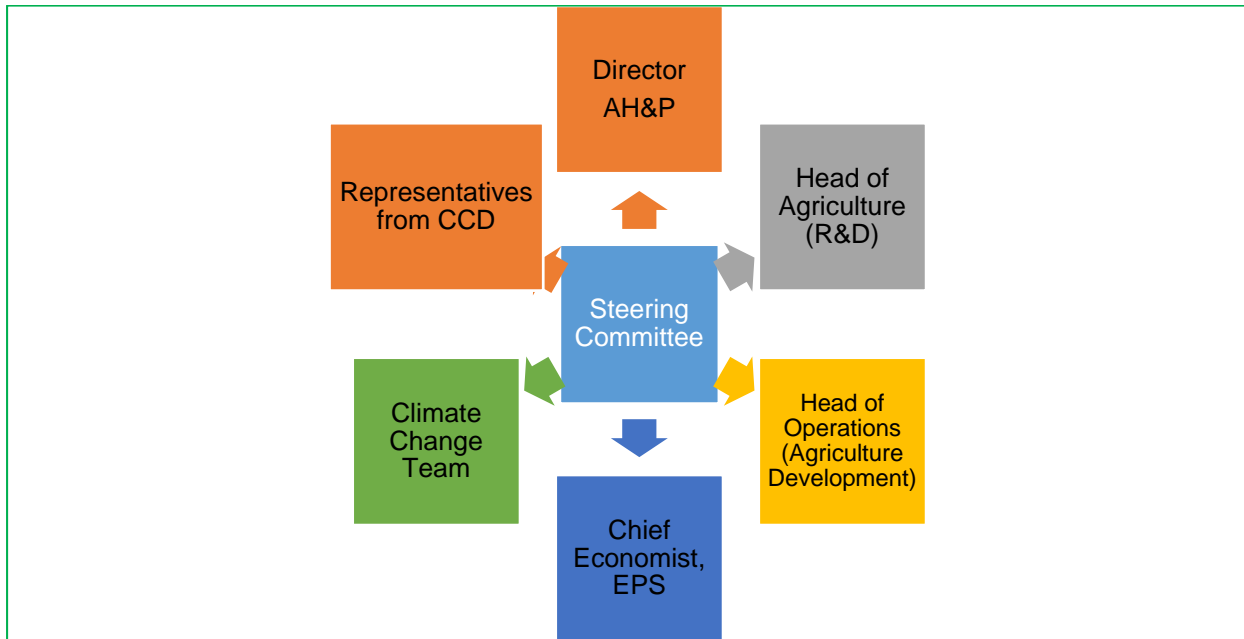 Director
AH&P
Representatives
from CCD
Head of
Agriculture
(R&D)
Steering
Committee
Climate
Change
Team
Head of
Operations
(Agriculture
Development)
Chief
Economist,
EPS